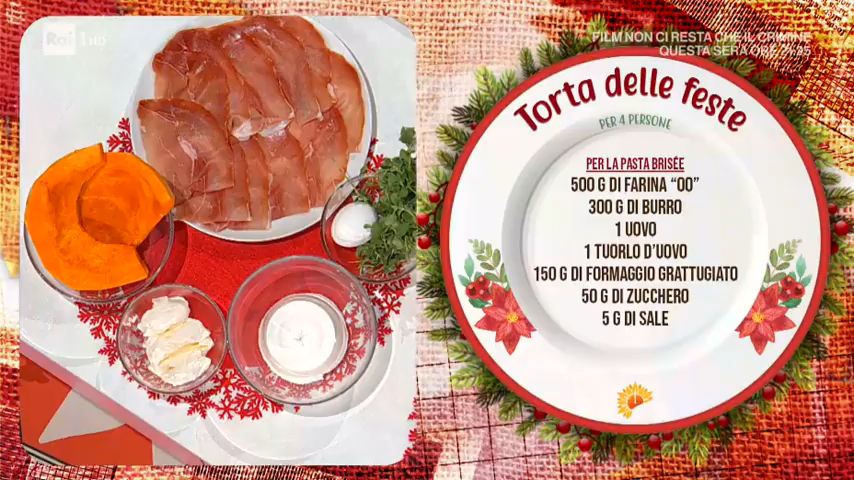 Rai 1 HD
FILM NON CI RESTA CHE IL CRIMINE
QUESTA SERA ORE 21:25
Torta delle feste
PER 4 PERSONE
PER LA PASTA BRISÉE
500 G DI FARINA “00”
300 G DI BURRO
1 UOVO
1 TUORLO D’UOVO
150 G DI FORMAGGIO GRATTUGIATO
50 G DI ZUCCHERO
5 G DI SALE